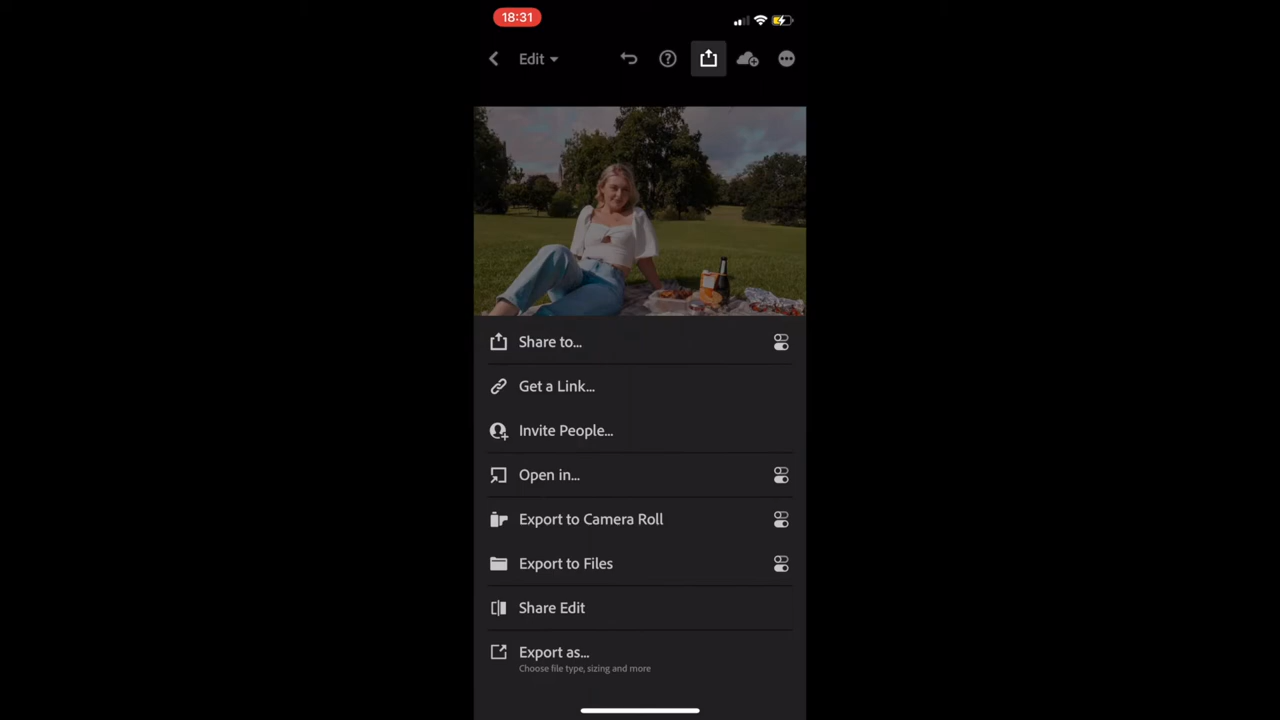 18:31
Edit
Share to...
Get a Link...
Invite People...
Open in...
Export to Camera Roll
Export to Files
Share Edit
Export as...
Choose file type, sizing and more